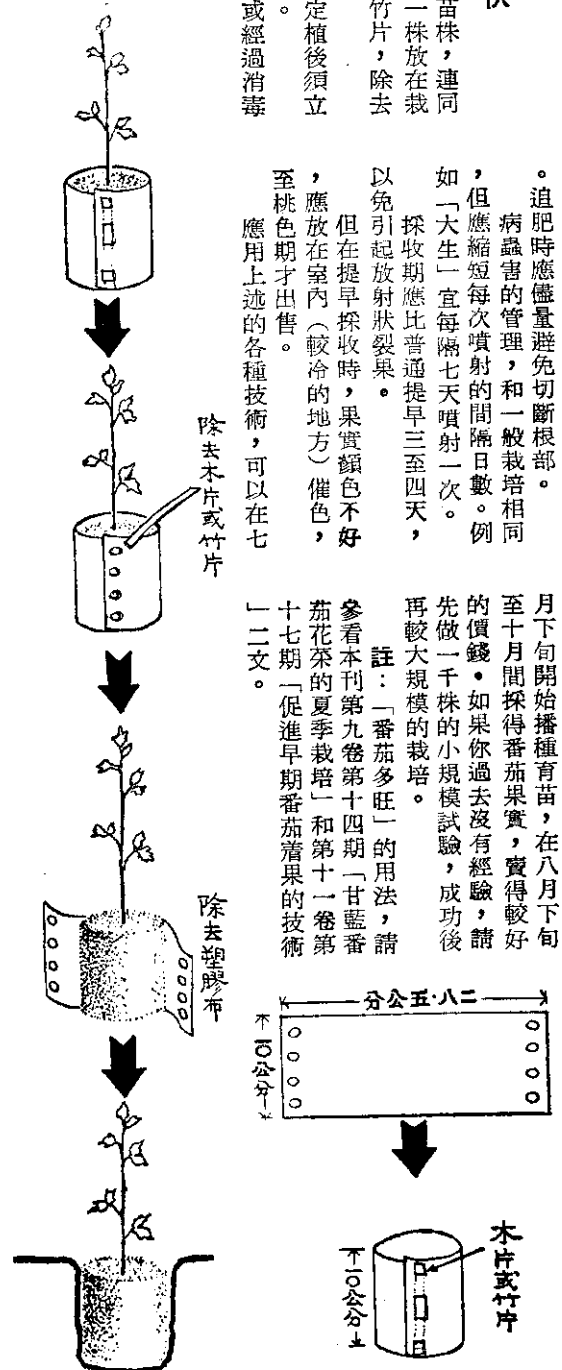 苗株，連同
一株放在栽
竹片，除去
。
定植後須立
。
或經過消毒
。追肥時應儘量避免切斷根部。
病蟲害的管理，和一般栽培相同
，但應縮短每次噴射的間隔日數。例
如「大生」宜每隔七天噴射一次。
採收期應比普通提早三至四天，
以免引起放射狀裂果。
但在提早採收時，果實顏色不好
，應放在室內（較冷的地方）催色，
至桃色期才出售。
應用上述的各種技術，可以在七
月下旬開始播種育苗，在八月下旬
至十月間採得番茄果實，賣得較好
的價錢。如果你過去沒有經驗，請
先做一千株的小規模試驗，成功後
再較大規模的栽培。
註：「番茄多旺」的用法，請
參看本刊第九卷第十四期「甘藍番
茄花菜的夏季栽培」和第十一卷第
十七期「促進早期番茄着果的技術
」二文。
二八·五公分
一〇公分
木片或竹片
一〇公分
除去木片或竹片
除去塑膠布